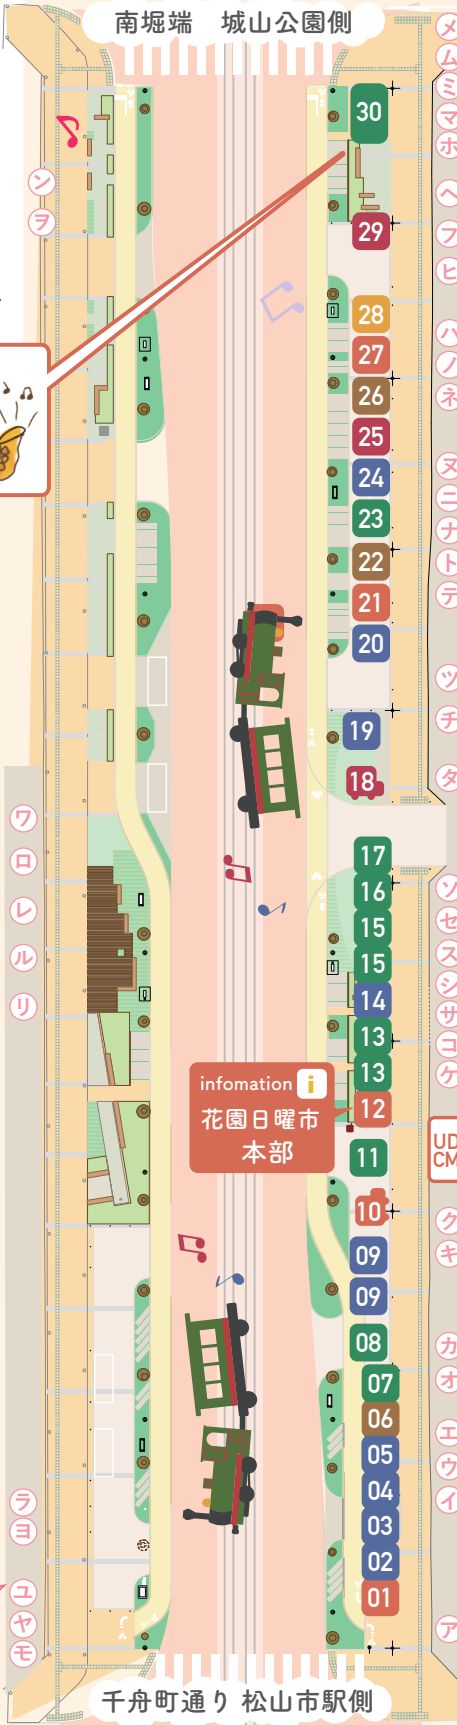 南堀端 城山公園側
メ
ム
ミ
マ
ホ
ヘ
フ
ヒ
ハ
ノ
ネ
ヌ
ニ
ナ
ト
テ
ツ
チ
タ
ソ
セ
ス
シ
サ
コ
ケ
UD
CM
ク
キ
カ
オ
エ
ウ
イ
ア
30
29
28
27
26
25
24
23
22
21
20
19
18
17
16
15
15
14
13
13
12
11
10
09
09
08
07
06
05
04
03
02
01
infomation i
花園日曜市
本部
ン
ヲ
ワ
ロ
レ
ル
リ
ラ
ヨ
ユ
ヤ
モ
千舟町通り 松山市駅側